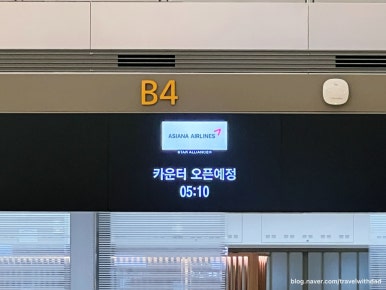 B4
ASIANA AIRLINES
STAR ALLIANCE
카운터 오픈예정
05:10
blog.naver.com/travelwithdad